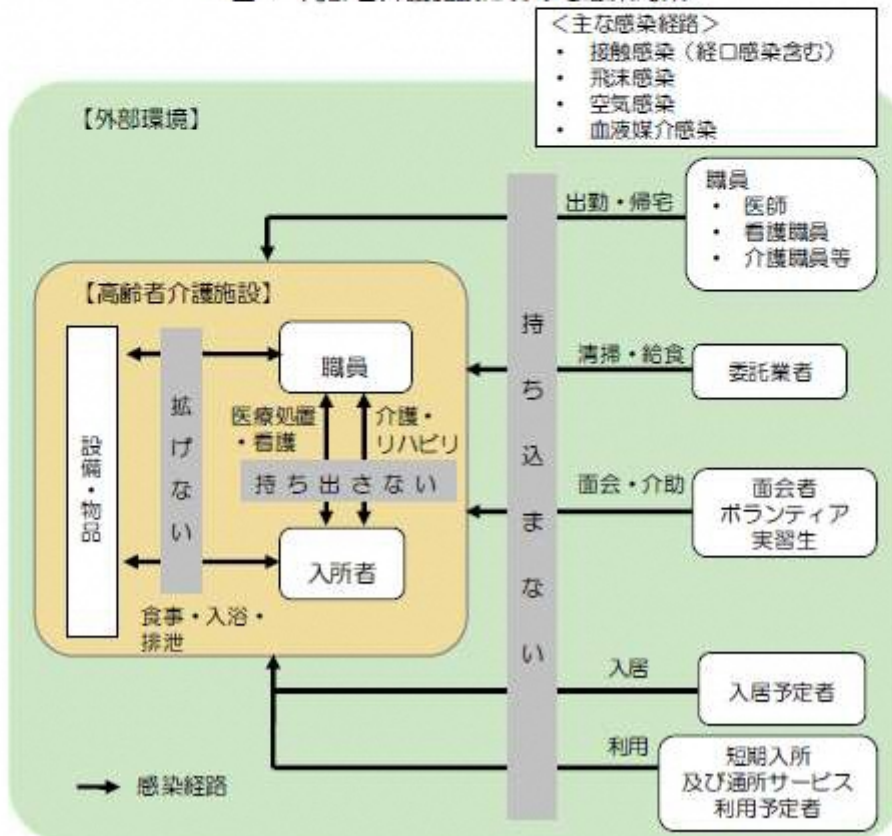 <主な感染経路>
・ 接触感染（経口感染含む）
・ 飛沫感染
・ 空気感染
・ 血液媒介感染
【外部環境】
出勤・帰宅
職員
・ 医師
・ 看護職員
・ 介護職員等
【高齢者介護施設】
設備・物品
拡げない
職員
医療処置
・看護
介護・
リハビリ
持ち出さない
入所者
食事・入浴・
排泄
持ち込まない
清掃・給食
委託業者
面会・介助
面会者
ボランティア
実習生
入居
入居予定者
利用
短期入所
及び通所サービス
利用予定者
感染経路